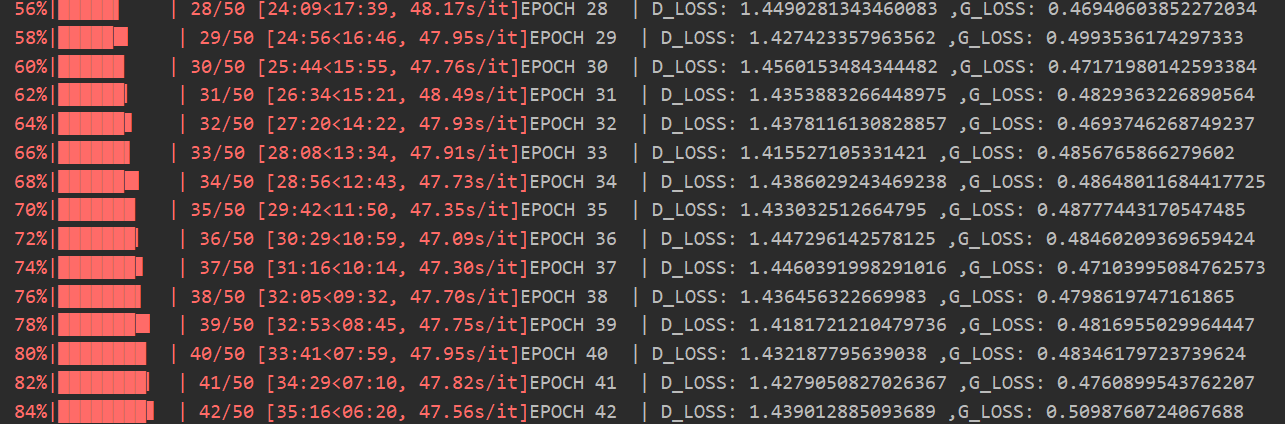 56%|██████ | 28/50 [24:09<17:39, 48.17s/it]EPOCH 28 | D_LOSS: 1.4490281343460083 ,G_LOSS: 0.46940603852272034
58%|██████ | 29/50 [24:56<16:46, 47.95s/it]EPOCH 29 | D_LOSS: 1.427423357963562 ,G_LOSS: 0.4993536174297333
60%|██████ | 30/50 [25:44<15:55, 47.76s/it]EPOCH 30 | D_LOSS: 1.4560153484344482 ,G_LOSS: 0.47171980142593384
62%|██████ | 31/50 [26:34<15:21, 48.49s/it]EPOCH 31 | D_LOSS: 1.4353883266448975 ,G_LOSS: 0.4829363226890564
64%|██████ | 32/50 [27:20<14:22, 47.93s/it]EPOCH 32 | D_LOSS: 1.4378116130828857 ,G_LOSS: 0.4693746268749237
66%|███████ | 33/50 [28:08<13:34, 47.91s/it]EPOCH 33 | D_LOSS: 1.415527105331421 ,G_LOSS: 0.4856765866279602
68%|███████ | 34/50 [28:56<12:43, 47.73s/it]EPOCH 34 | D_LOSS: 1.4386029243469238 ,G_LOSS: 0.48648011684417725
70%|███████ | 35/50 [29:42<11:50, 47.35s/it]EPOCH 35 | D_LOSS: 1.433032512664795 ,G_LOSS: 0.48777443170547485
72%|███████ | 36/50 [30:29<10:59, 47.09s/it]EPOCH 36 | D_LOSS: 1.447296142578125 ,G_LOSS: 0.48460209369659424
74%|███████ | 37/50 [31:16<10:14, 47.30s/it]EPOCH 37 | D_LOSS: 1.4460391998291016 ,G_LOSS: 0.47103995084762573
76%|████████ | 38/50 [32:05<09:32, 47.70s/it]EPOCH 38 | D_LOSS: 1.436456322669983 ,G_LOSS: 0.4798619747161865
78%|████████ | 39/50 [32:53<08:45, 47.75s/it]EPOCH 39 | D_LOSS: 1.4181721210479736 ,G_LOSS: 0.4816955029964447
80%|████████ | 40/50 [33:41<07:59, 47.95s/it]EPOCH 40 | D_LOSS: 1.432187795639038 ,G_LOSS: 0.48346179723739624
82%|████████ | 41/50 [34:29<07:10, 47.82s/it]EPOCH 41 | D_LOSS: 1.4279050827026367 ,G_LOSS: 0.4760899543762207
84%|████████ | 42/50 [35:16<06:20, 47.56s/it]EPOCH 42 | D_LOSS: 1.439012885093689 ,G_LOSS: 0.5098760724067688